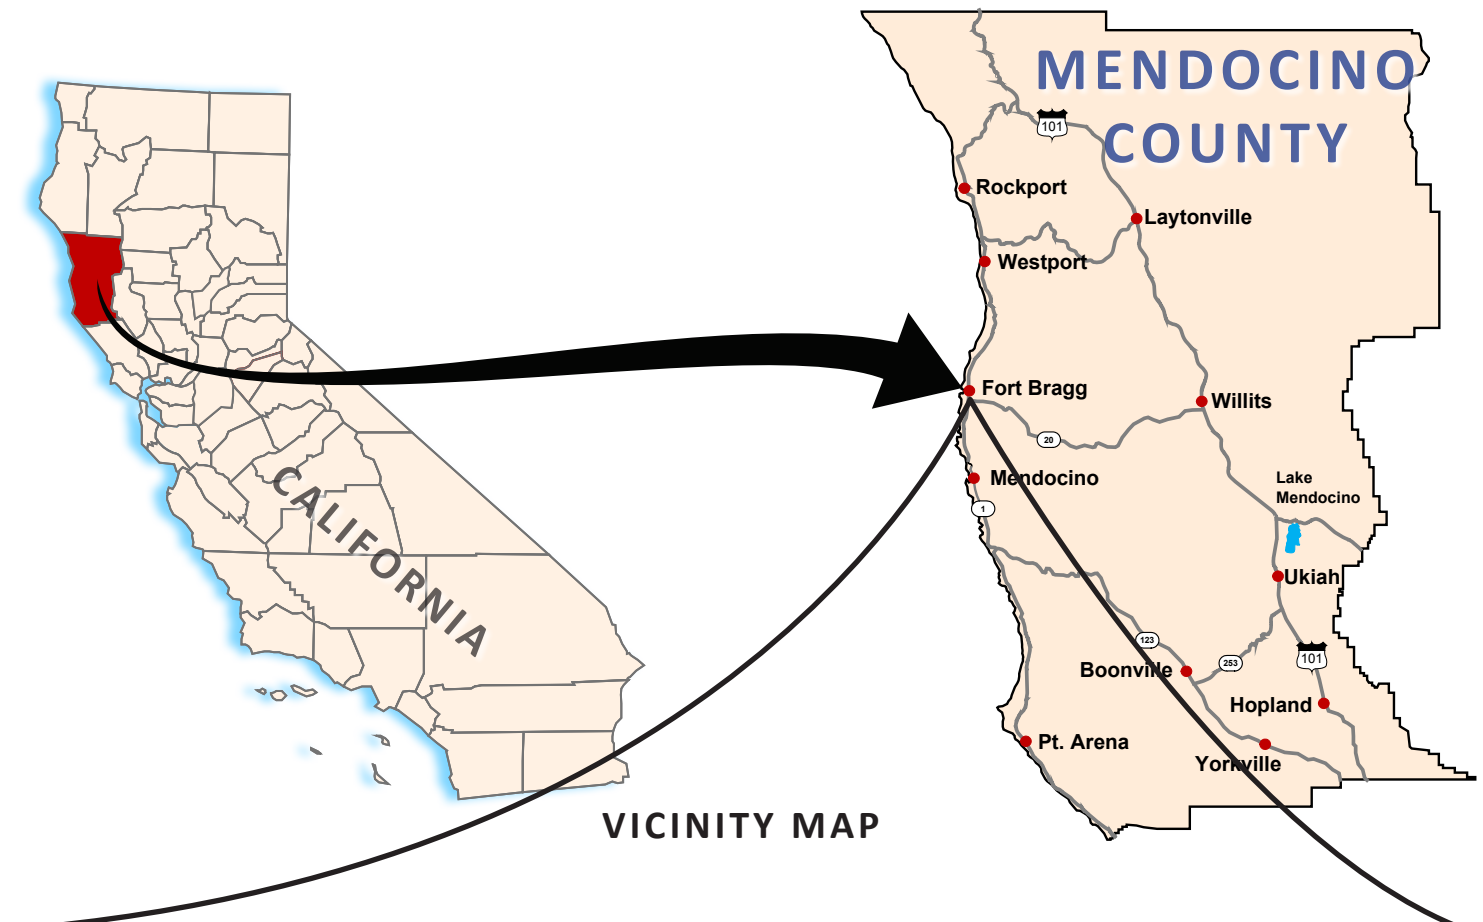 MENDOCINO
COUNTY
101
Rockport
Laytonville
Westport
Fort Bragg
Willits
20
Mendocino
Lake
Mendocino
1
Ukiah
123
253
101
Boonville
Hopland
Pt. Arena
Yorkville
CALIFORNIA
VICINITY MAP